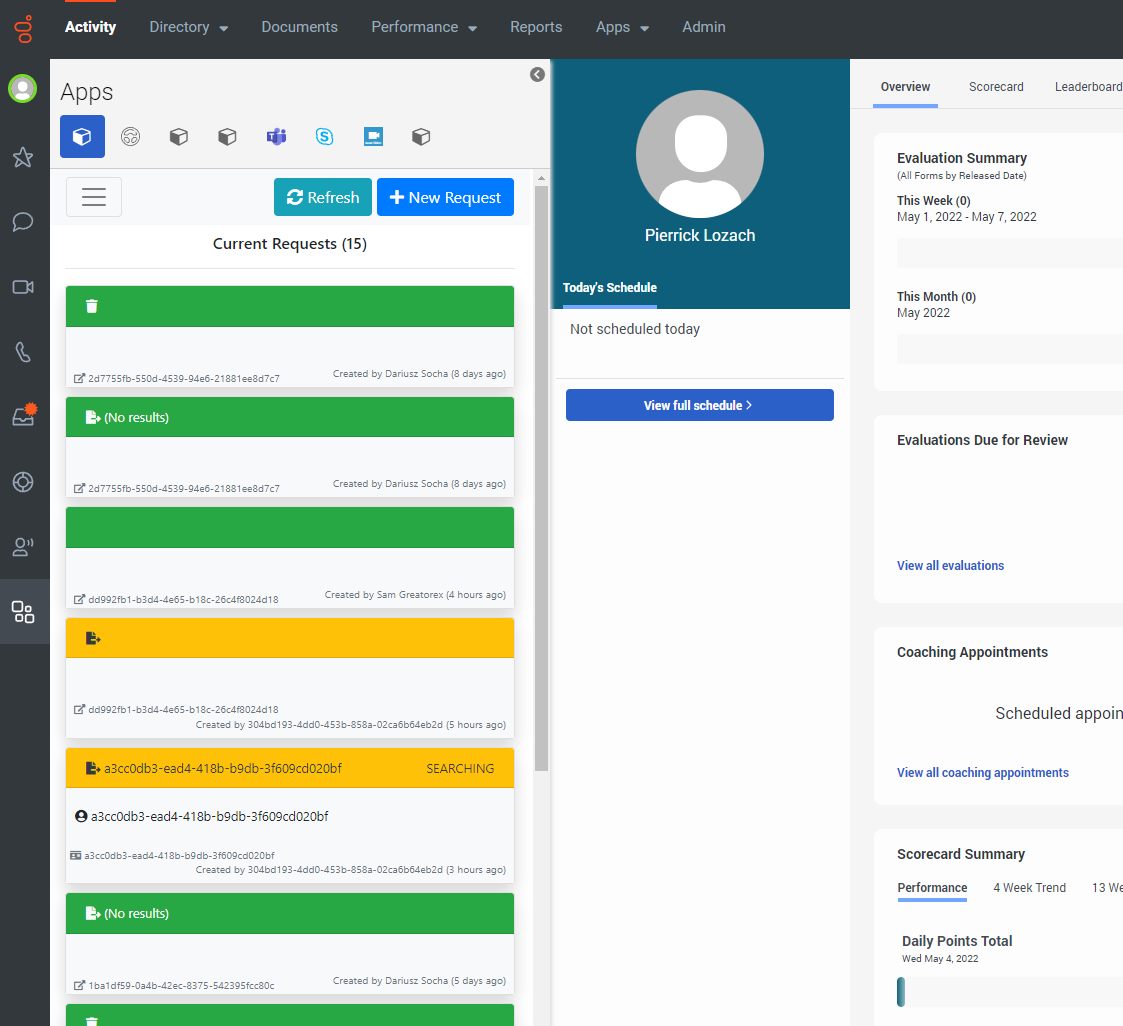 Activity
Directory
Documents
Performance
Reports
Apps
Admin
Apps
Refresh
New Request
Current Requests (15)
2d7755fb-550d-4539-94e6-21881ee8d7c7
Created by Dariusz Socha (8 days ago)
(No results)
2d7755fb-550d-4539-94e6-21881ee8d7c7
Created by Dariusz Socha (8 days ago)
dd992fb1-b3d4-4e65-b18c-26c4f8024d18
Created by Sam Greatorex (4 hours ago)
dd992fb1-b3d4-4e65-b18c-26c4f8024d18
Created by 304bd193-4dd0-453b-858a-02ca6b64eb2d (5 hours ago)
a3cc0db3-ead4-418b-b9db-3f609cd020bf
SEARCHING
a3cc0db3-ead4-418b-b9db-3f609cd020bf
a3cc0db3-ead4-418b-b9db-3f609cd020bf
Created by 304bd193-4dd0-453b-858a-02ca6b64eb2d (3 hours ago)
(No results)
1ba1df59-0a4b-42ec-8375-542395fcc80c
Created by Dariusz Socha (5 days ago)
Pierrick Lozach
Today's Schedule
Not scheduled today
View full schedule
Overview
Scorecard
Leaderboard
Evaluation Summary
(All Forms by Released Date)
This Week (0)
May 1, 2022 - May 7, 2022
This Month (0)
May 2022
Evaluations Due for Review
View all evaluations
Coaching Appointments
Scheduled appoin
View all coaching appointments
Scorecard Summary
Performance
4 Week Trend
13 We
Daily Points Total
Wed May 4, 2022